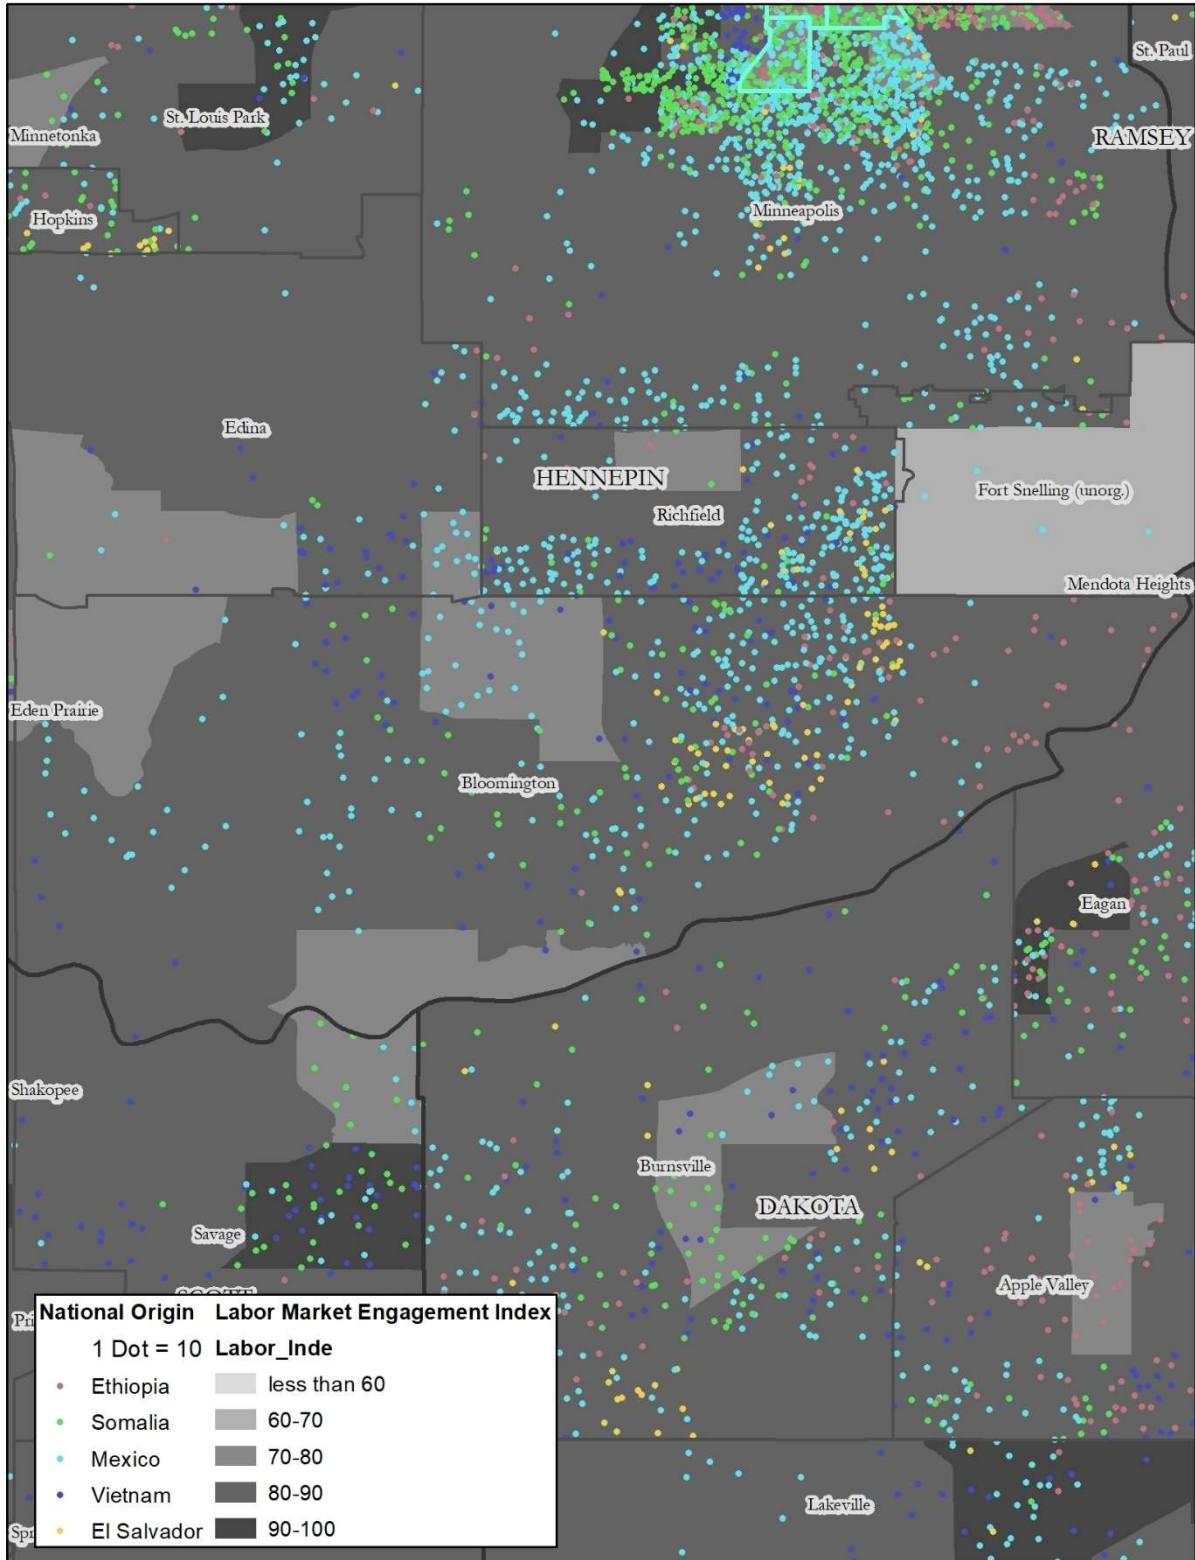 St. Paul
St. Louis Park
Minnetonka
RAMSEY
Hopkins
Minneapolis
Edina
HENNEPIN
Fort Snelling (unorg.)
Richfield
Mendota Heights
Eden Prairie
Bloomington
Eagan
Shakopee
Burnsville
DAKOTA
Savage
Apple Valley
National Origin Labor Market Engagement Index
1 Dot = 10 Labor_Inde
Ethiopia less than 60
Somalia 60-70
Mexico 70-80
Vietnam 80-90
El Salvador 90-100
Lakeville